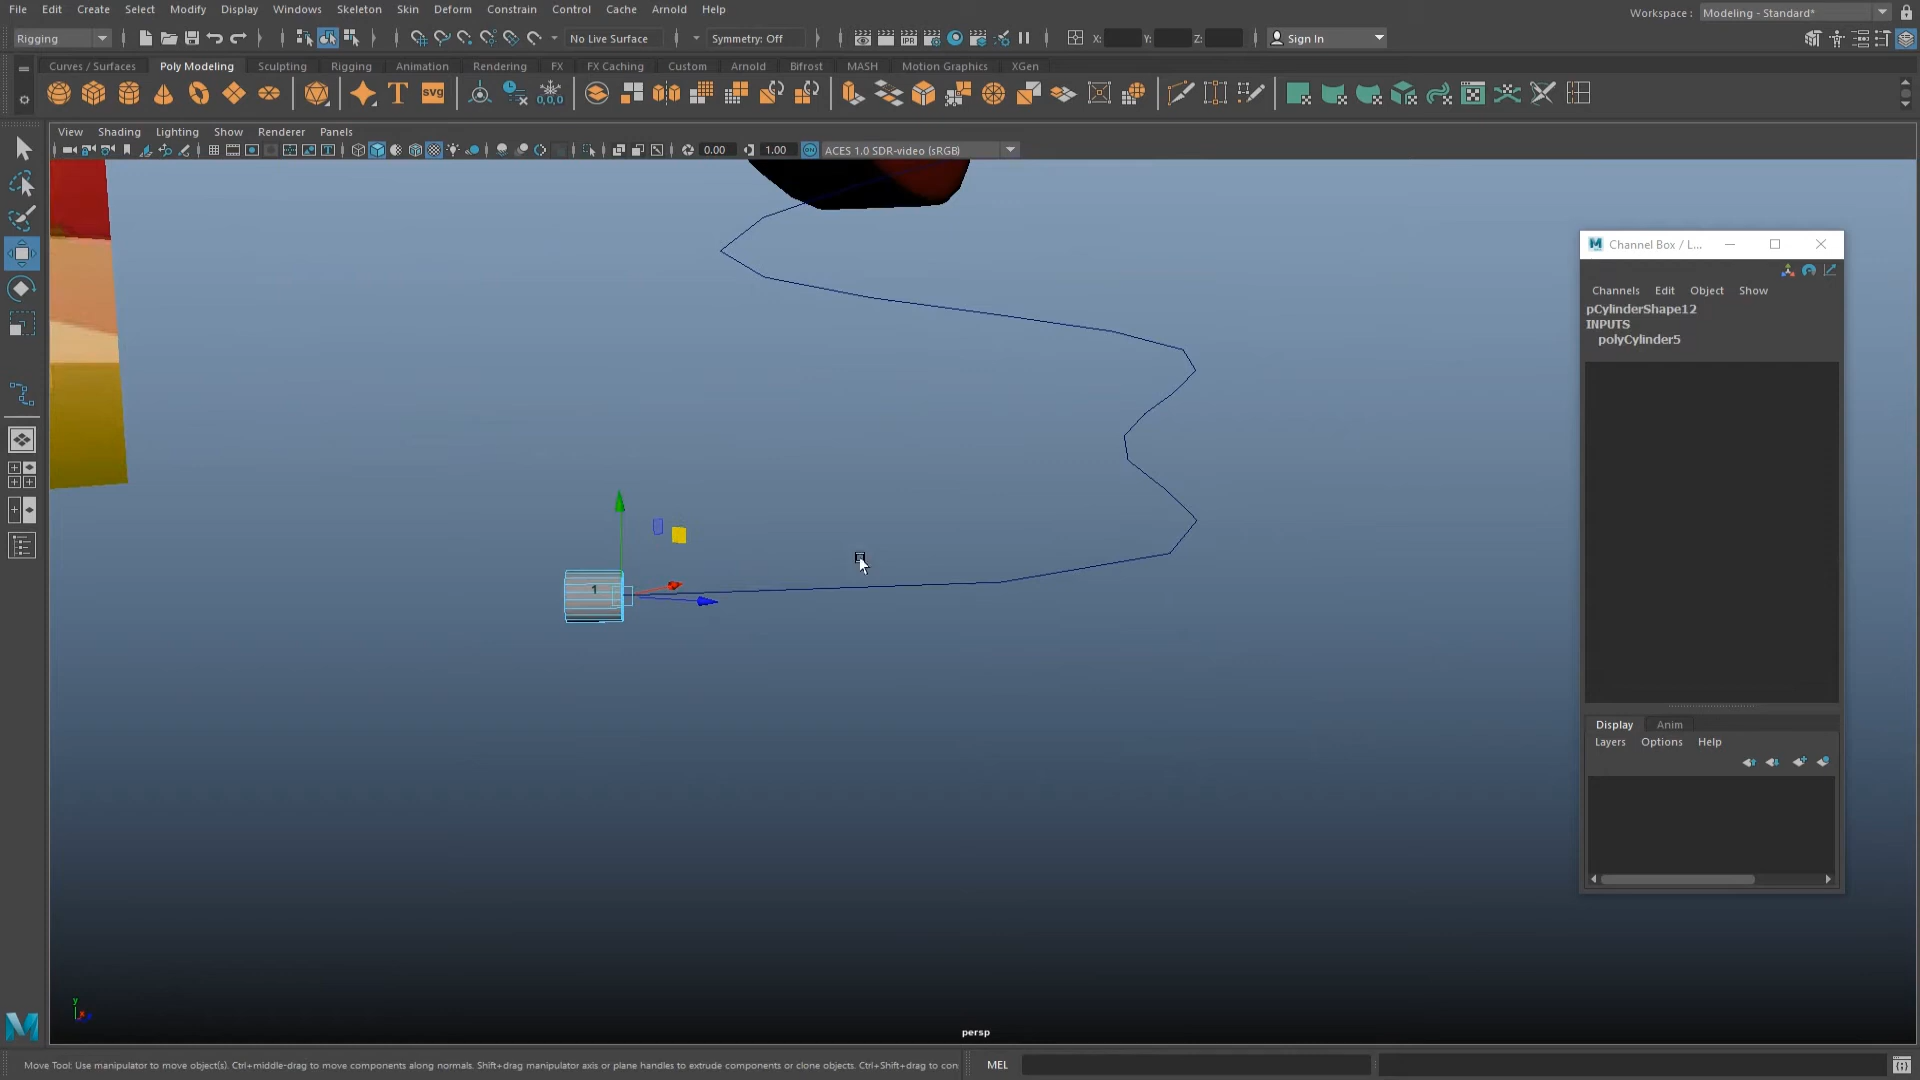 File Edit Create Select Modify Display Windows Skeleton Skin Deform Constrain Control Cache Arnold Help
Workspace : Modeling - Standard*
Rigging
No Live Surface
Symmetry: Off
X:
Y:
Z:
Sign In
Curves / Surfaces Poly Modeling Sculpting Rigging Animation Rendering FX FX Caching Custom Arnold Bifrost MASH Motion Graphics XGen
T
svg
0,0,0
View Shading Lighting Show Renderer Panels
0.00
1.00
ACES 1.0 SDR-video (sRGB)
Channel Box / L...
Channels Edit Object Show
pCylinderShape12
INPUTS
polyCylinder5
1
Display Anim
Layers Options Help
y
persp
Move Tool: Use manipulator to move object(s). Ctrl+middle-drag to move components along normals. Shift+drag manipulator axis or plane handles to extrude components or clone objects. Ctrl+Shift+drag to con
MEL